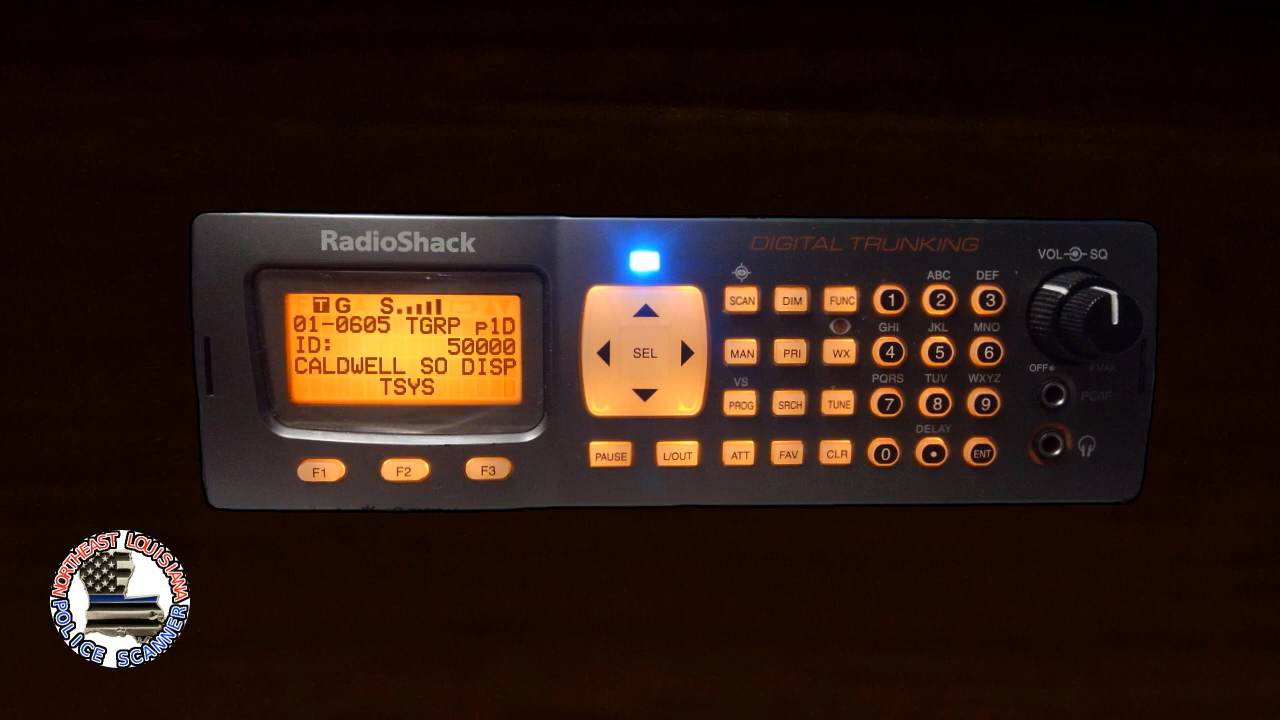 RadioShack
DIGITAL TRUNKING
VOL SQ
T G S
01-0605 TGRP p1D
ID: 50000
CALDWELL SO DISP
TSYS
F1 F2 F3
SEL
PAUSE L/OUT
SCAN DIM FUNC
MAN PRI WX
VS
PROG SRCH TUNE
ATT FAV CLR
ABC DEF
1 2 3
GHI JKL MNO
4 5 6
PQRS TUV WXYZ
7 8 9
DELAY
0 • ENT
OFF MAX
PC/IF
NORTHEAST LOUISIANA
POLICE SCANNER